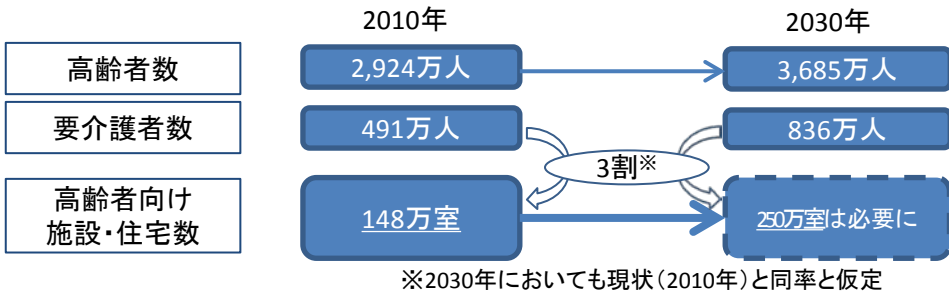 2010年
2030年
高齢者数
2,924万人
3,685万人
要介護者数
491万人
836万人
3割※
高齢者向け
施設・住宅数
148万室
250万室は必要に
※2030年においても現状(2010年)と同率と仮定